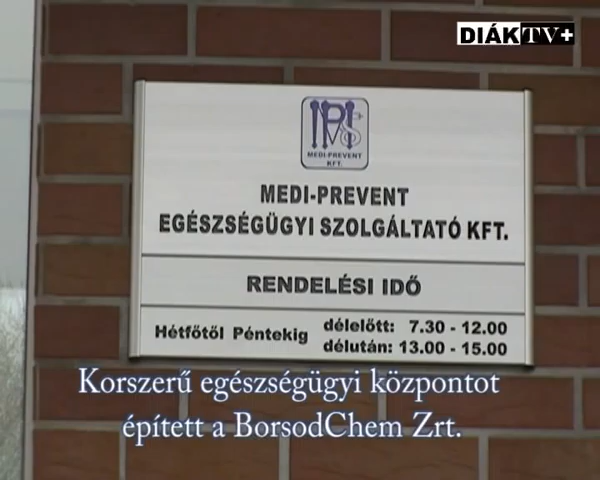 DIÁKTV+
MEDI-PREVENT
KFT.
MEDI-PREVENT
EGÉSZSÉGÜGYI SZOLGÁLTATÓ KFT.
RENDELÉSI IDŐ
Hétfőtől Péntekig délelőtt: 7.30 - 12.00
délután: 13.00 - 15.00
Korszerű egészségügyi központot
épített a BorsodChem Zrt.